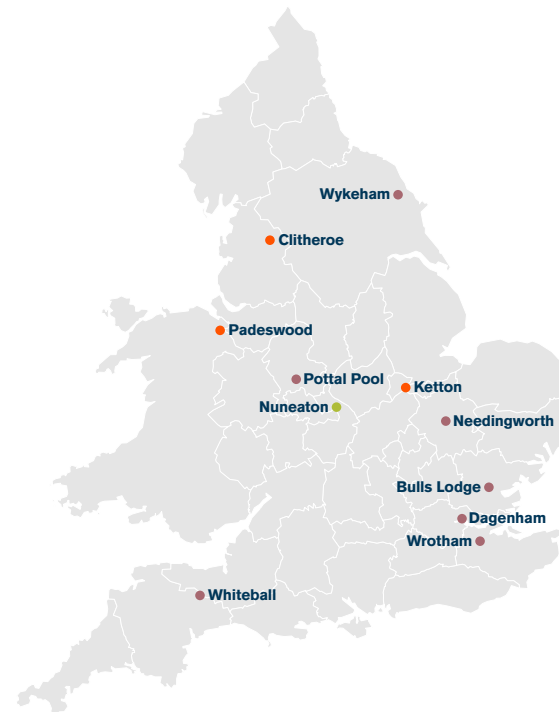 Wykeham
Clitheroe
Padeswood
Pottal Pool
Ketton
Nuneaton
Needingworth
Bulls Lodge
Dagenham
Wrotham
Whiteball